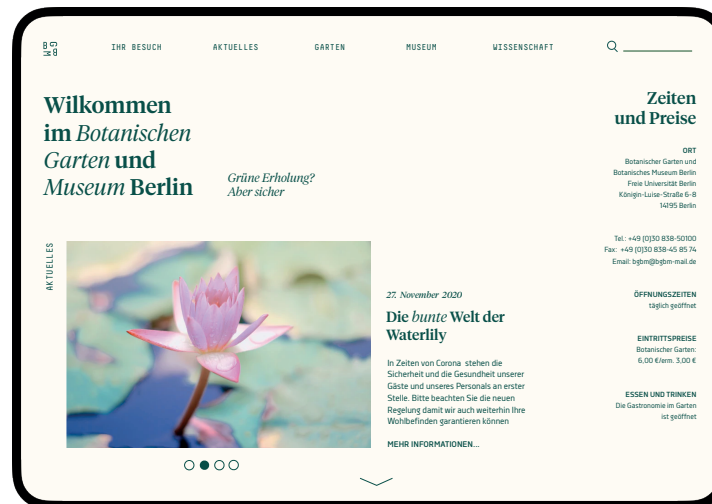 GB
BM
IHR BESUCH
AKTUELLES
GARTEN
MUSEUM
WISSENSCHAFT
Wilkommen
im Botanischen
Garten und
Museum Berlin
Grüne Erholung?
Aber sicher
AKTUELLES
27. November 2020
Die bunte Welt der
Waterlily
In Zeiten von Corona stehen die
Sicherheit und die Gesundheit unserer
Gäste und unseres Personals an erster
Stelle. Bitte beachten Sie die neuen
Regelung damit wir auch weiterhin Ihre
Wohlbefinden garantieren können
MEHR INFORMATIONEN...
Zeiten
und Preise
ORT
Botanischer Garten und
Botanisches Museum Berlin
Freie Universität Berlin
Königin-Luise-Straße 6-8
14195 Berlin
Tel.: +49 (0)30 838-50100
Fax: +49 (0)30 838-45 85 74
Email: bgbm@bgbm-mail.de
ÖFFNUNGSZEITEN
täglich geöffnet
EINTRITTSPREISE
Botanischer Garten:
6,00 €/erm. 3,00 €
ESSEN UND TRINKEN
Die Gastronomie im Garten
ist geöffnet